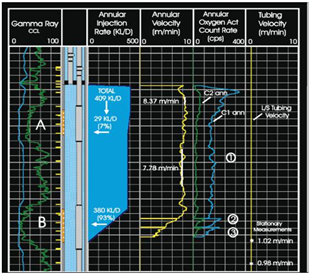 Gamma Ray
CCL
0 100
Annular
Injection
Rate (Kl/D)
0 500
Annular
Velocity
(m/min)
0 10
Annular
Oxygen Act
Count Rate
(cps)
0 400
Tubing
Velocity
(m/min)
0 10
TOTAL
409 Kl/D
29 Kl/D
(7%)
380 Kl/D
(93%)
A
B
8.37 m/min
7.78 m/min
C2 ann
C1 ann
1
2
3
L/S Tubing
Velocity
Stationary
Measurements
1.02 m/min
0.98 m/min